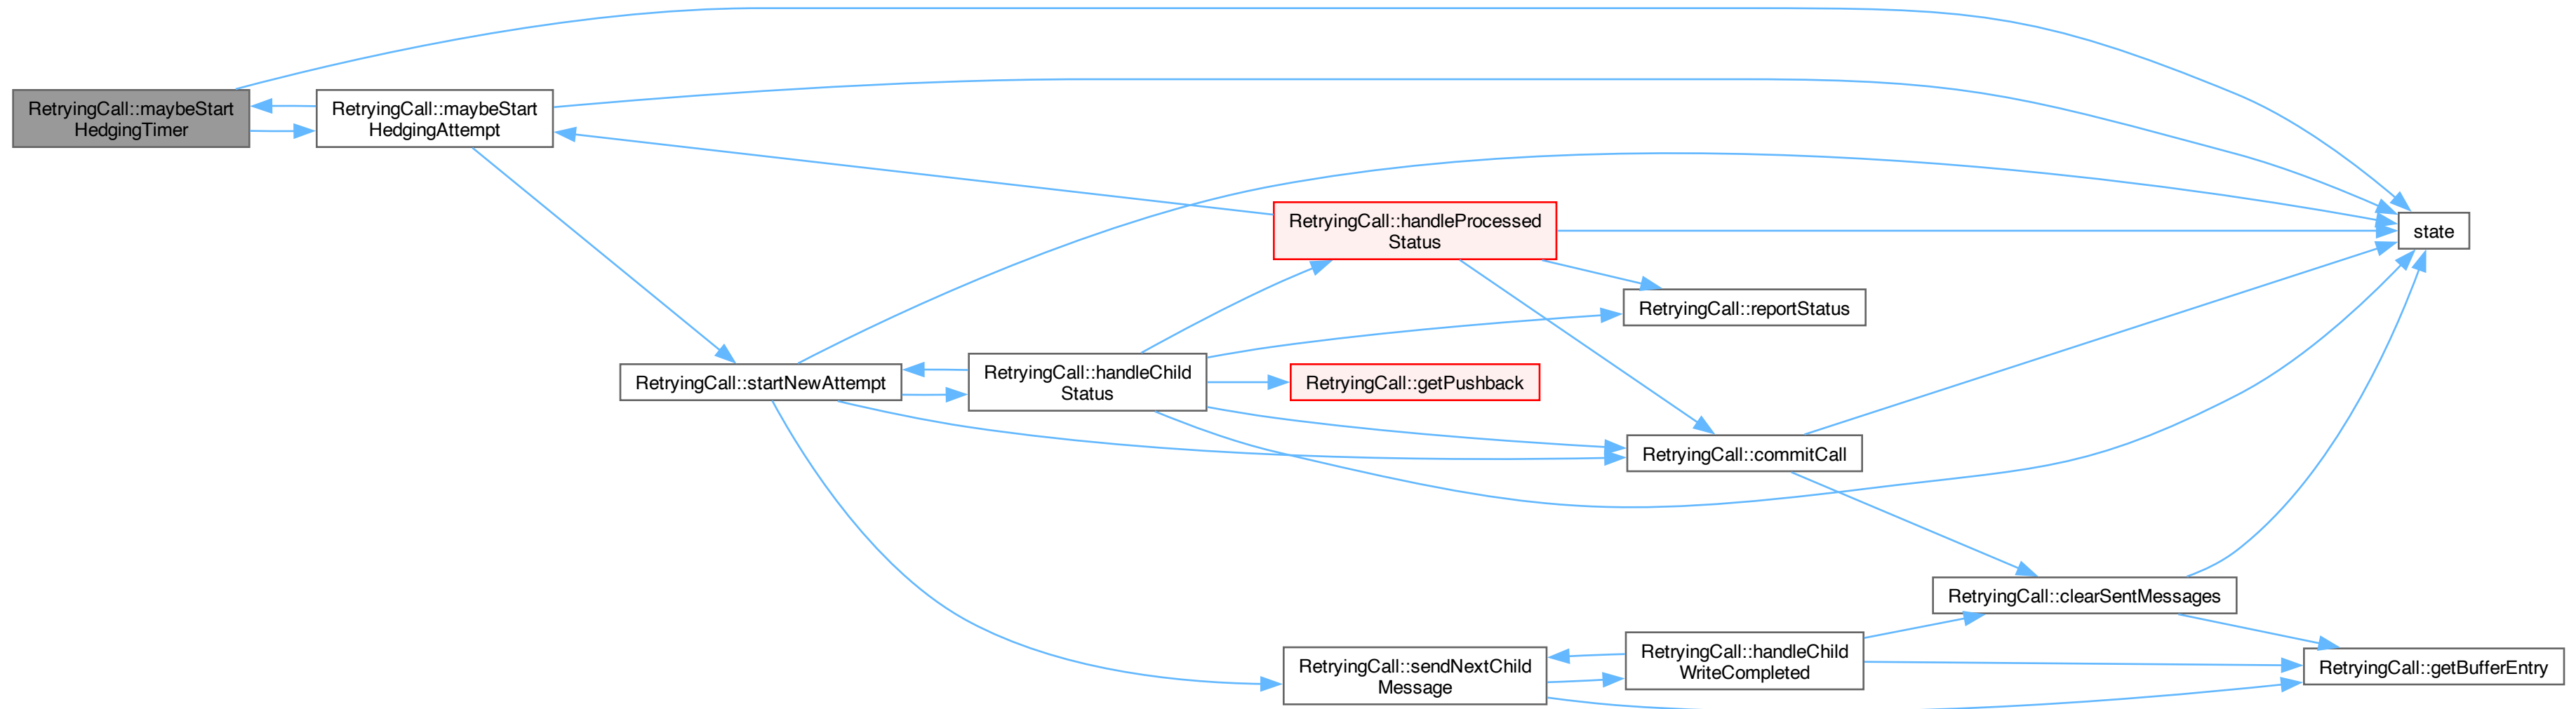 RetryingCall::maybeStart
HedgingTimer
RetryingCall::maybeStart
HedgingAttempt
RetryingCall::handleProcessed
Status
state
RetryingCall::reportStatus
RetryingCall::startNewAttempt
RetryingCall::handleChild
Status
RetryingCall::getPushback
RetryingCall::commitCall
RetryingCall::clearSentMessages
RetryingCall::sendNextChild
Message
RetryingCall::handleChild
WriteCompleted
RetryingCall::getBufferEntry